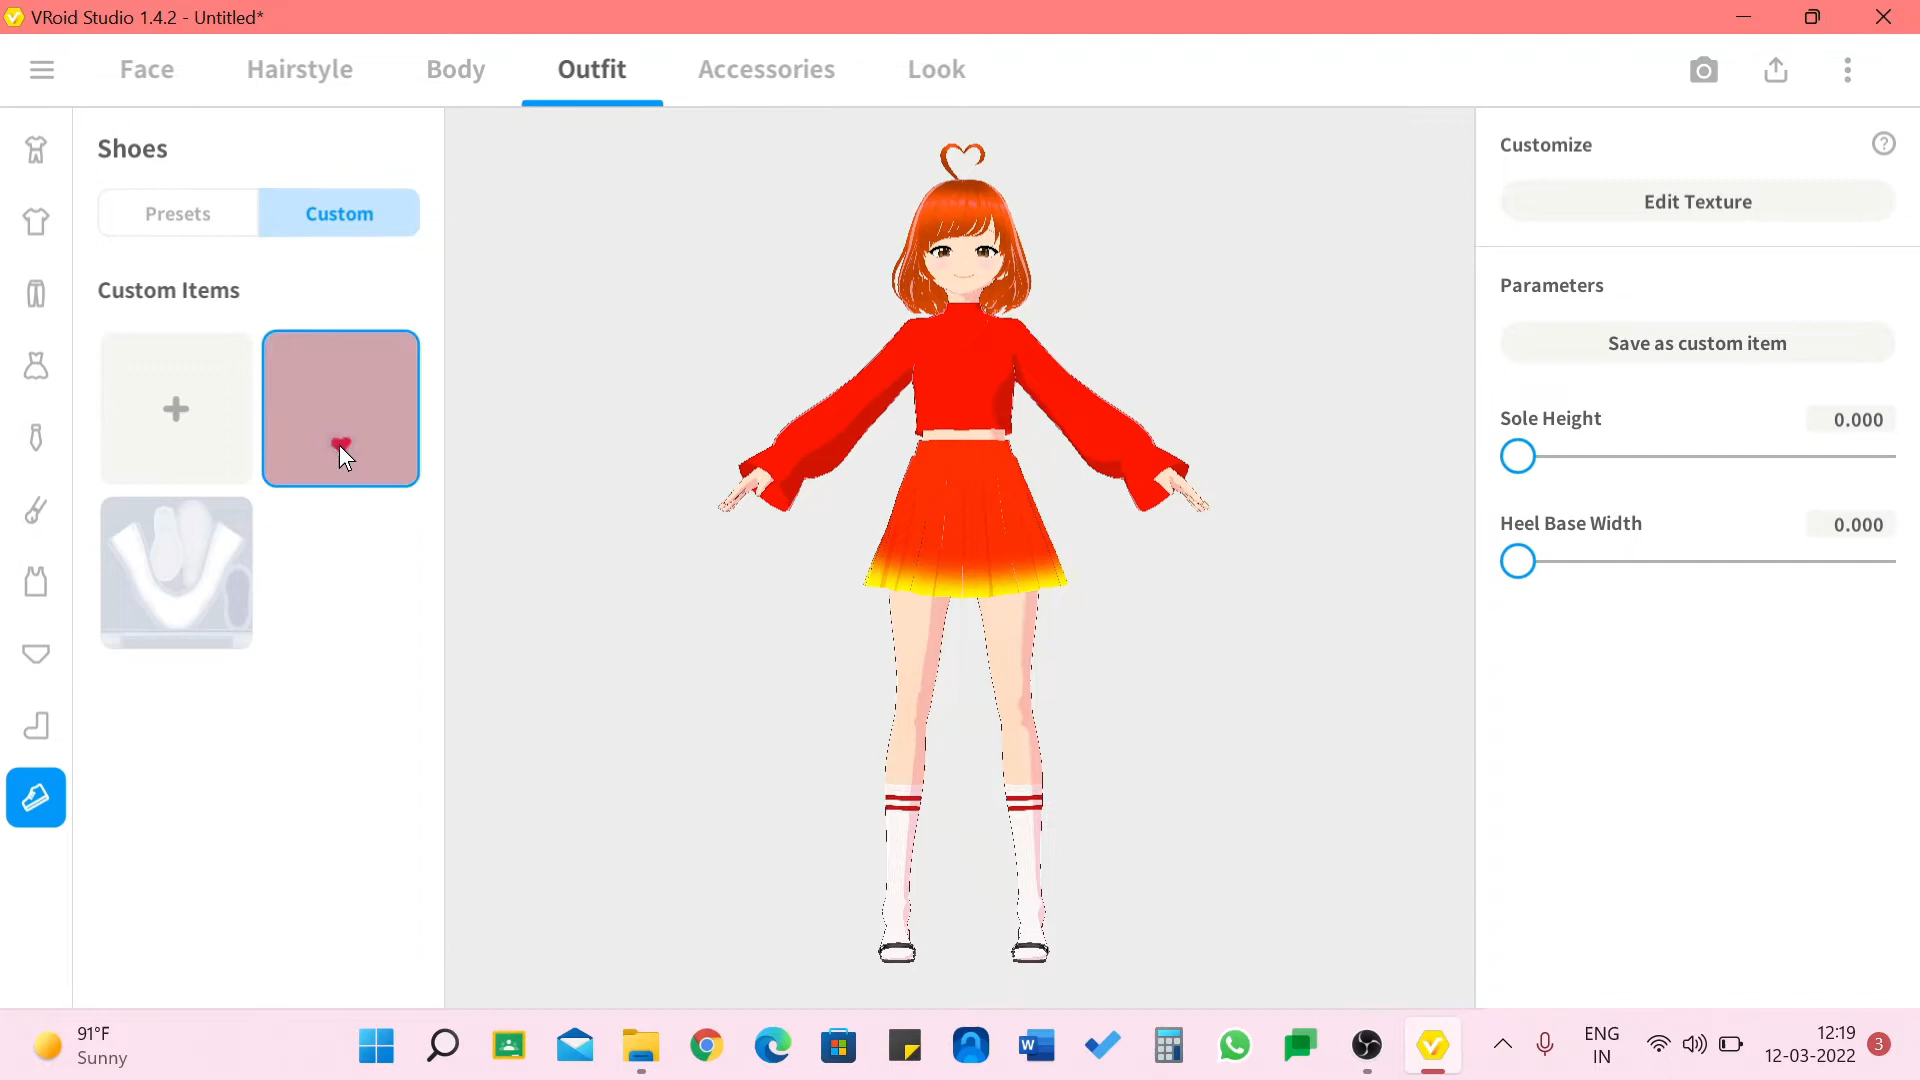 VRoid Studio 1.4.2 - Untitled*
Face
Hairstyle
Body
Outfit
Accessories
Look
Shoes
Presets
Custom
Custom Items
Customize
?
Edit Texture
Parameters
Save as custom item
Sole Height
0.000
Heel Base Width
0.000
91°F
Sunny
W
ENG
IN
12:19
12-03-2022
3